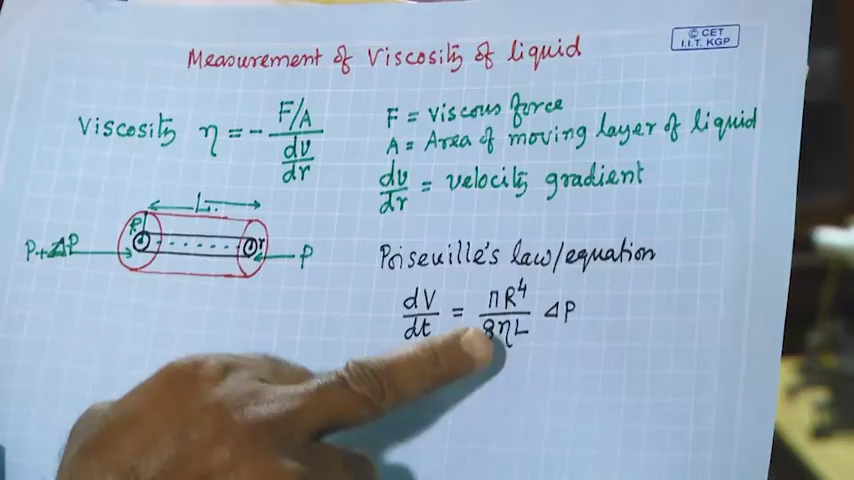 © CET
I.I.T. KGP
Measurement of Viscosity of liquid
Viscosity η = - F/A / dv/dr
F = viscous force
A = Area of moving layer of liquid
dv/dr = velocity gradient
L
R
r
P+ΔP
P
Poiseuille's law/equation
dV/dt = πR⁴/8ηL ΔP